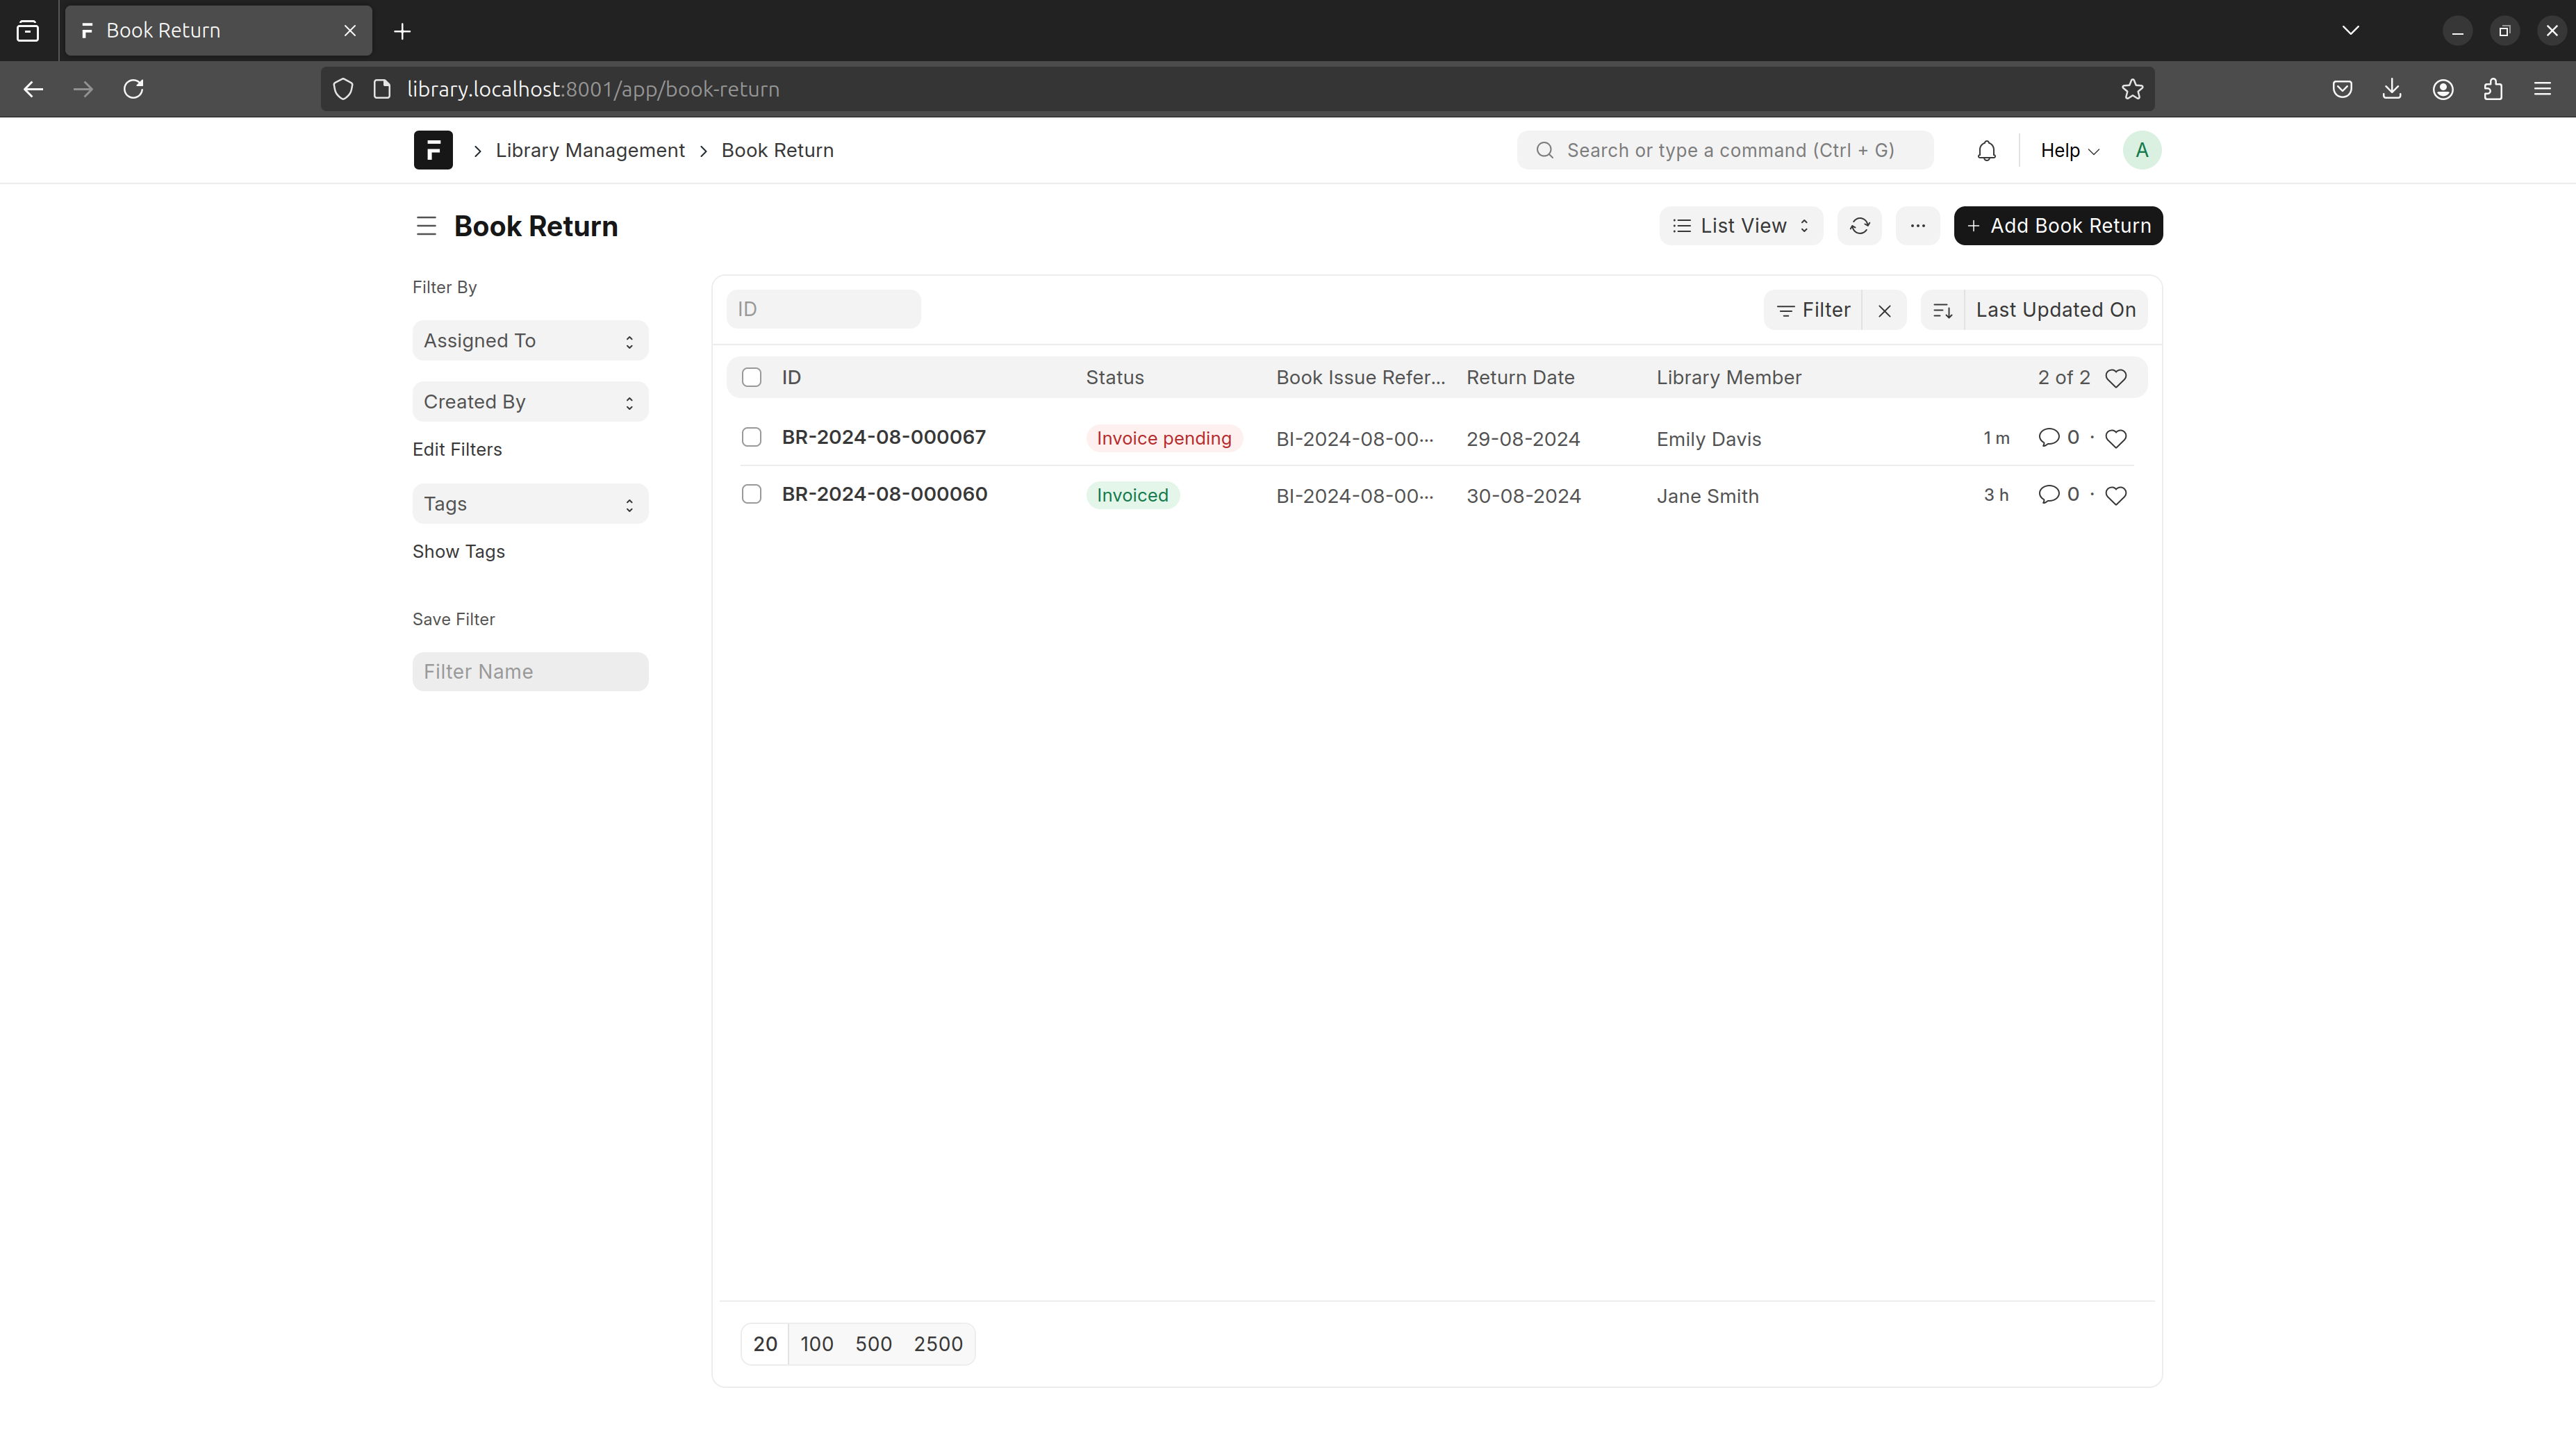 Book Return
library.localhost:8001/app/book-return
Library Management
Book Return
Search or type a command (Ctrl + G)
Help
A
Book Return
List View
Add Book Return
Filter By
Assigned To
Created By
Edit Filters
Tags
Show Tags
Save Filter
Filter Name
ID
Filter
Last Updated On
ID Status Book Issue Refer... Return Date Library Member 2 of 2
BR-2024-08-000067 Invoice pending BI-2024-08-00... 29-08-2024 Emily Davis 1 m 0 ·
BR-2024-08-000060 Invoiced BI-2024-08-00... 30-08-2024 Jane Smith 3 h 0 ·
20 100 500 2500